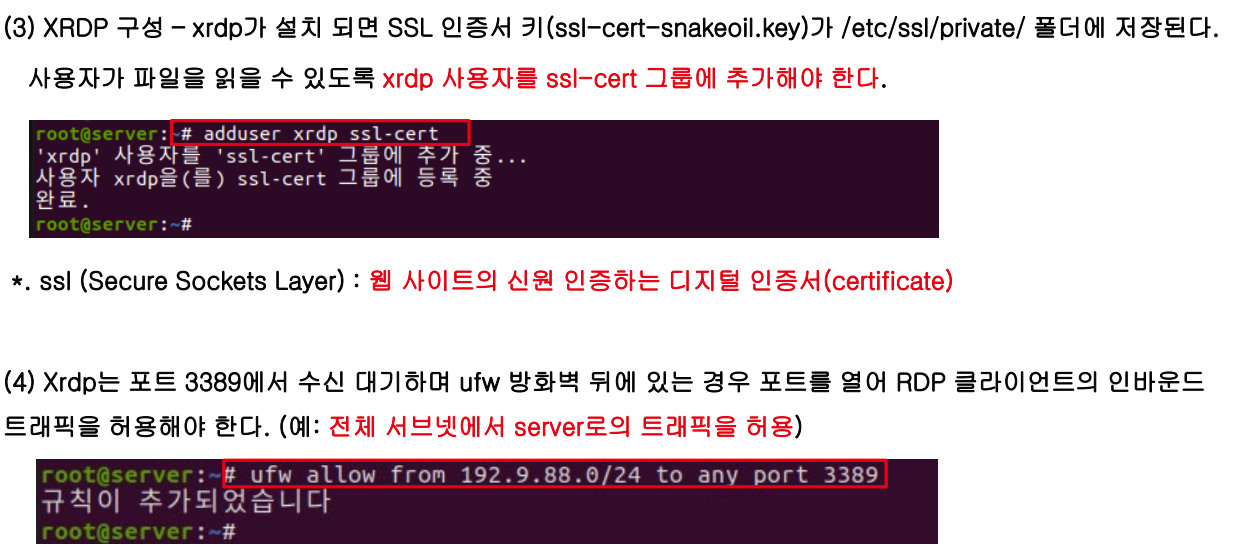 (3) XRDP 구성 – xrdp가 설치 되면 SSL 인증서 키(ssl-cert-snakeoil.key)가 /etc/ssl/private/ 폴더에 저장된다.
사용자가 파일을 읽을 수 있도록 xrdp 사용자를 ssl-cert 그룹에 추가해야 한다.
root@server:~# adduser xrdp ssl-cert
'xrdp' 사용자를 'ssl-cert' 그룹에 추가 중...
사용자 xrdp을(를) ssl-cert 그룹에 등록 중
완료.
root@server:~#
*. ssl (Secure Sockets Layer) : 웹 사이트의 신원 인증하는 디지털 인증서(certificate)
(4) Xrdp는 포트 3389에서 수신 대기하며 ufw 방화벽 뒤에 있는 경우 포트를 열어 RDP 클라이언트의 인바운드
트래픽을 허용해야 한다. (예: 전체 서브넷에서 server로의 트래픽을 허용)
root@server:~# ufw allow from 192.9.88.0/24 to any port 3389
규칙이 추가되었습니다
root@server:~#